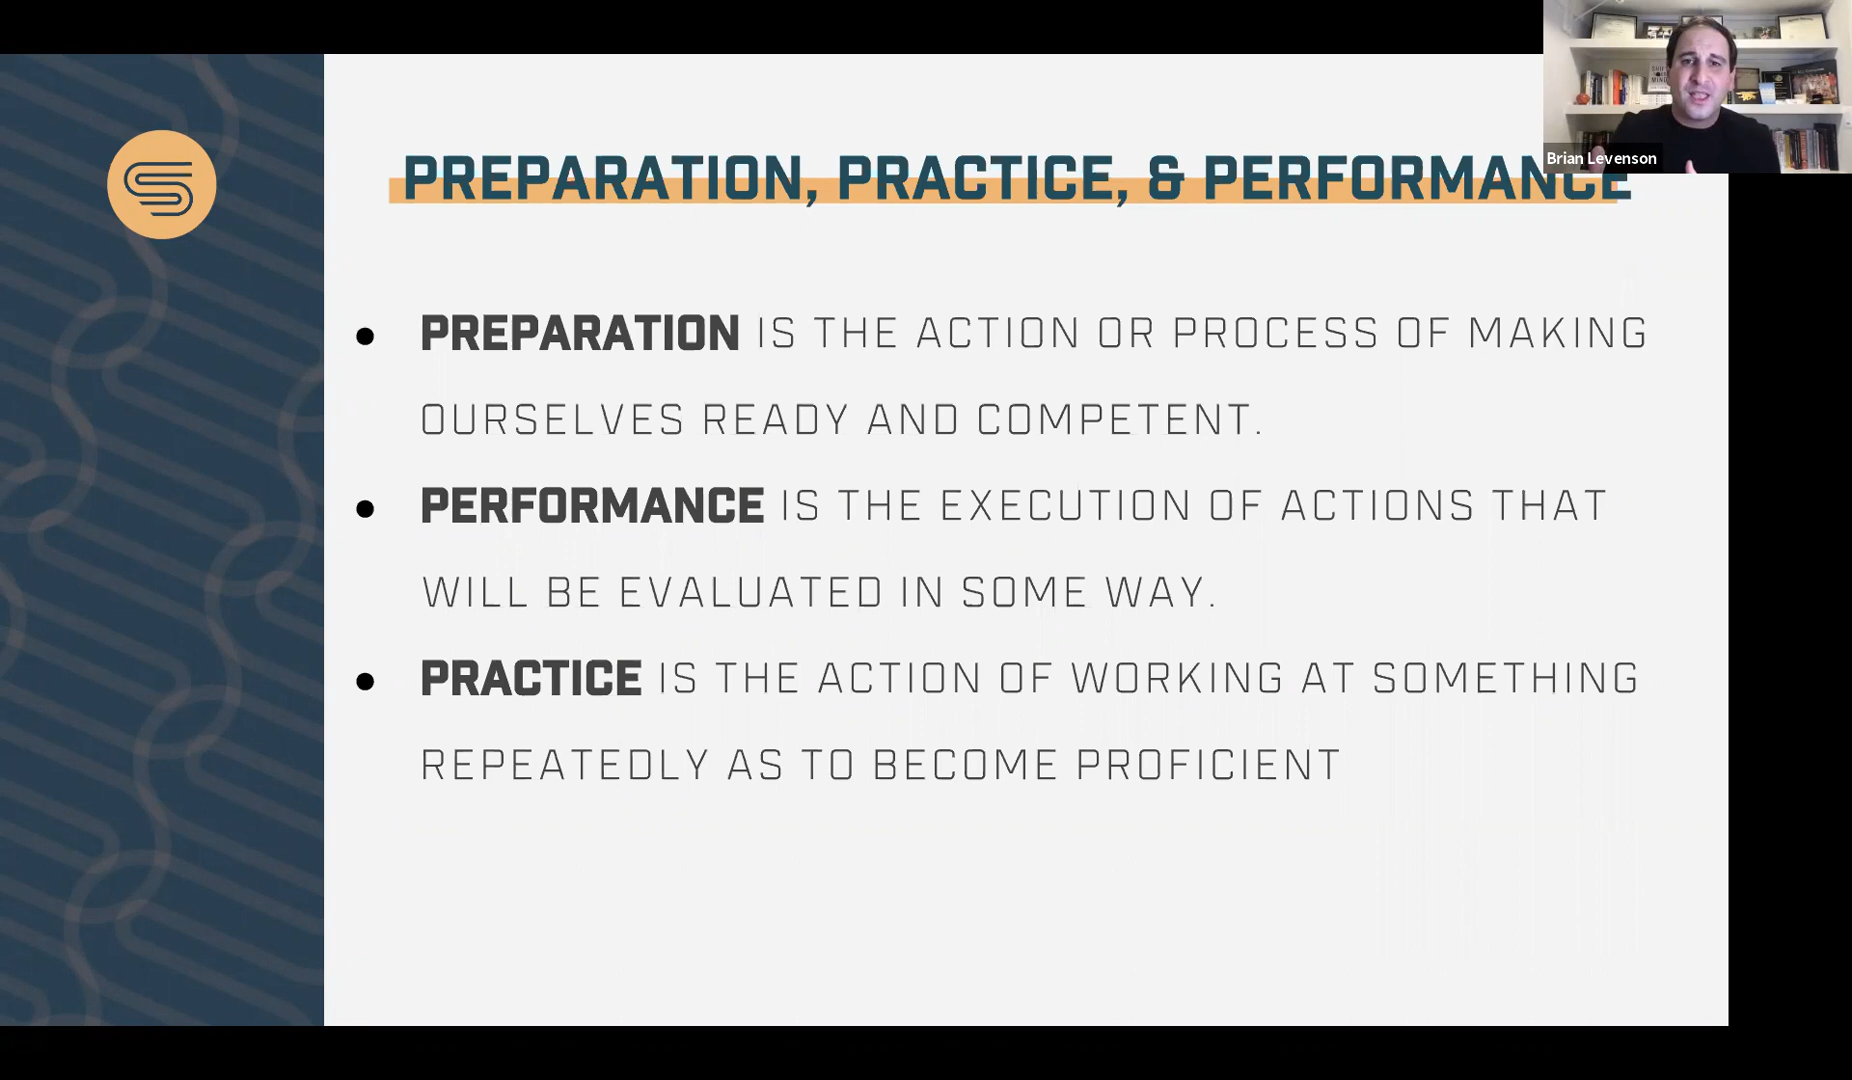 Brian Levenson
PREPARATION, PRACTICE, & PERFORMANCE
PREPARATION IS THE ACTION OR PROCESS OF MAKING
OURSELVES READY AND COMPETENT.
PERFORMANCE IS THE EXECUTION OF ACTIONS THAT
WILL BE EVALUATED IN SOME WAY.
PRACTICE IS THE ACTION OF WORKING AT SOMETHING
REPEATEDLY AS TO BECOME PROFICIENT